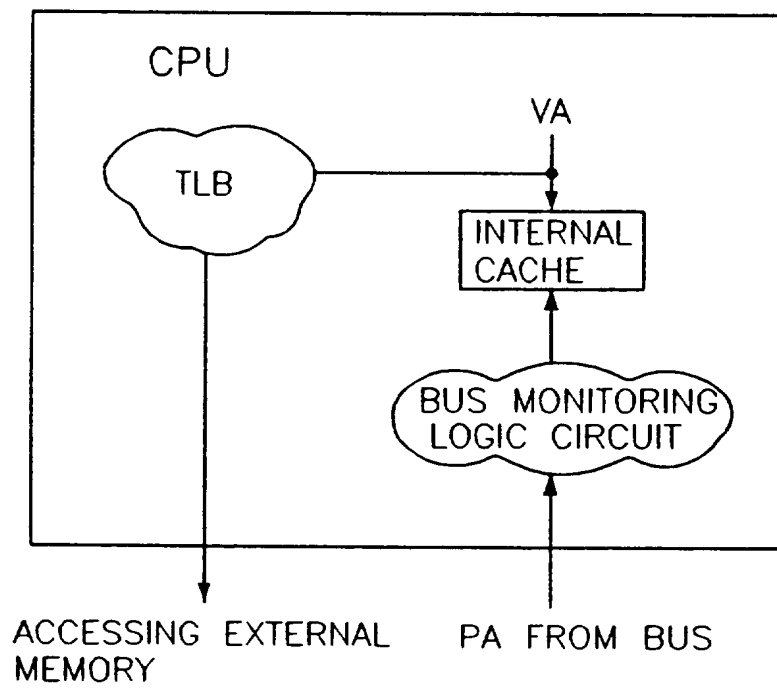 CPU
VA
TLB
INTERNAL
CACHE
BUS MONITORING
LOGIC CIRCUIT
ACCESSING EXTERNAL
MEMORY
PA FROM BUS